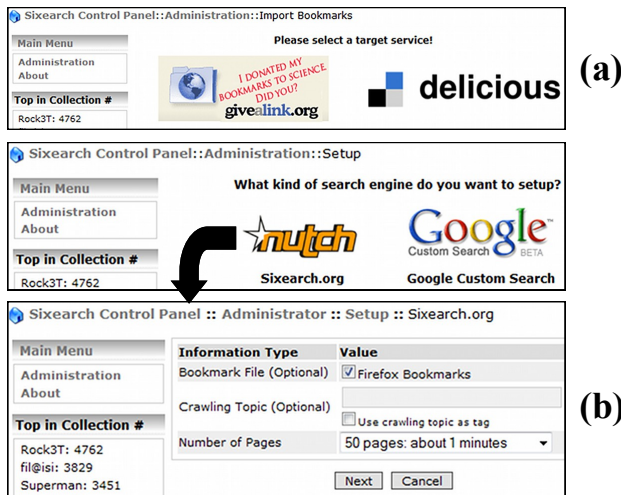 Sixearch Control Panel::Administration::Import Bookmarks
Main Menu
Administration
About
Top in Collection #
Rock3T: 4762
Please select a target service!
I DONATED MY
BOOKMARKS TO SCIENCE
DID YOU?
givealink.org
delicious
(a)
Sixearch Control Panel::Administration::Setup
Main Menu
Administration
About
Top in Collection #
Rock3T: 4762
What kind of search engine do you want to setup?
nutch
Sixearch.org
Google™
Custom Search BETA
Google Custom Search
Sixearch Control Panel :: Administrator :: Setup :: Sixearch.org
Main Menu
Administration
About
Top in Collection #
Rock3T: 4762
fil@isi: 3829
Superman: 3451
Information Type Value
Bookmark File (Optional) Firefox Bookmarks
Crawling Topic (Optional)
Use crawling topic as tag
Number of Pages 50 pages: about 1 minutes
Next Cancel
(b)